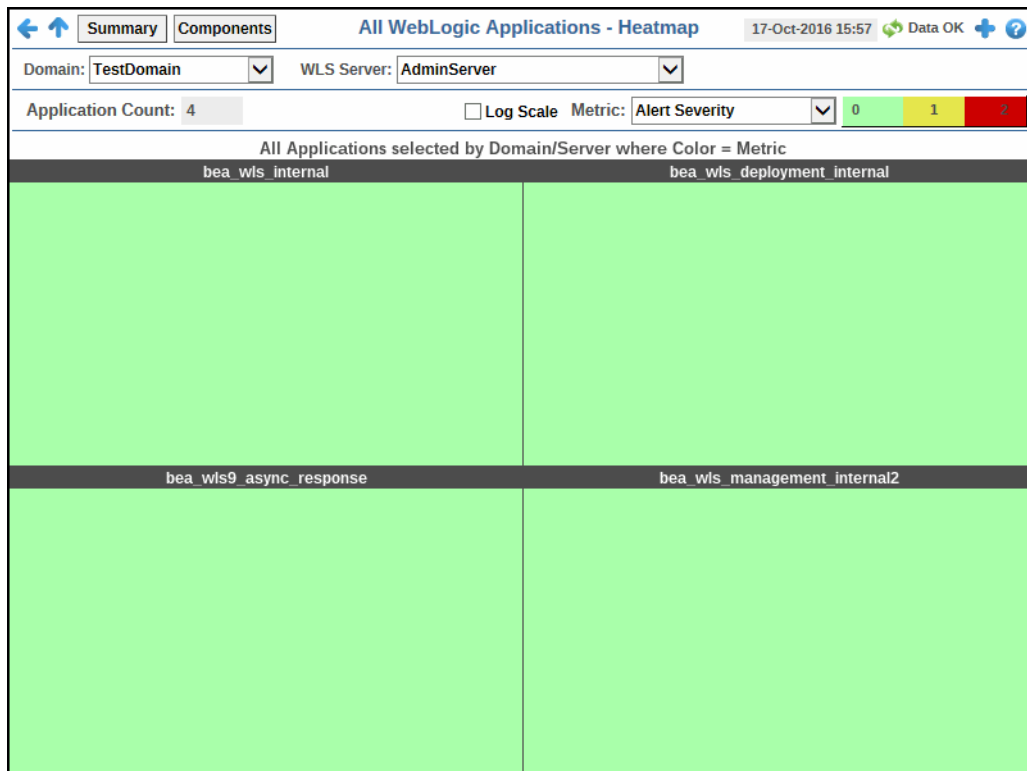 Summary Components All WebLogic Applications - Heatmap 17-Oct-2016 15:57 Data OK
Domain: TestDomain WLS Server: AdminServer
Application Count: 4 Log Scale Metric: Alert Severity 0 1 2
All Applications selected by Domain/Server where Color = Metric
bea_wls_internal bea_wls_deployment_internal
bea_wls9_async_response bea_wls_management_internal2